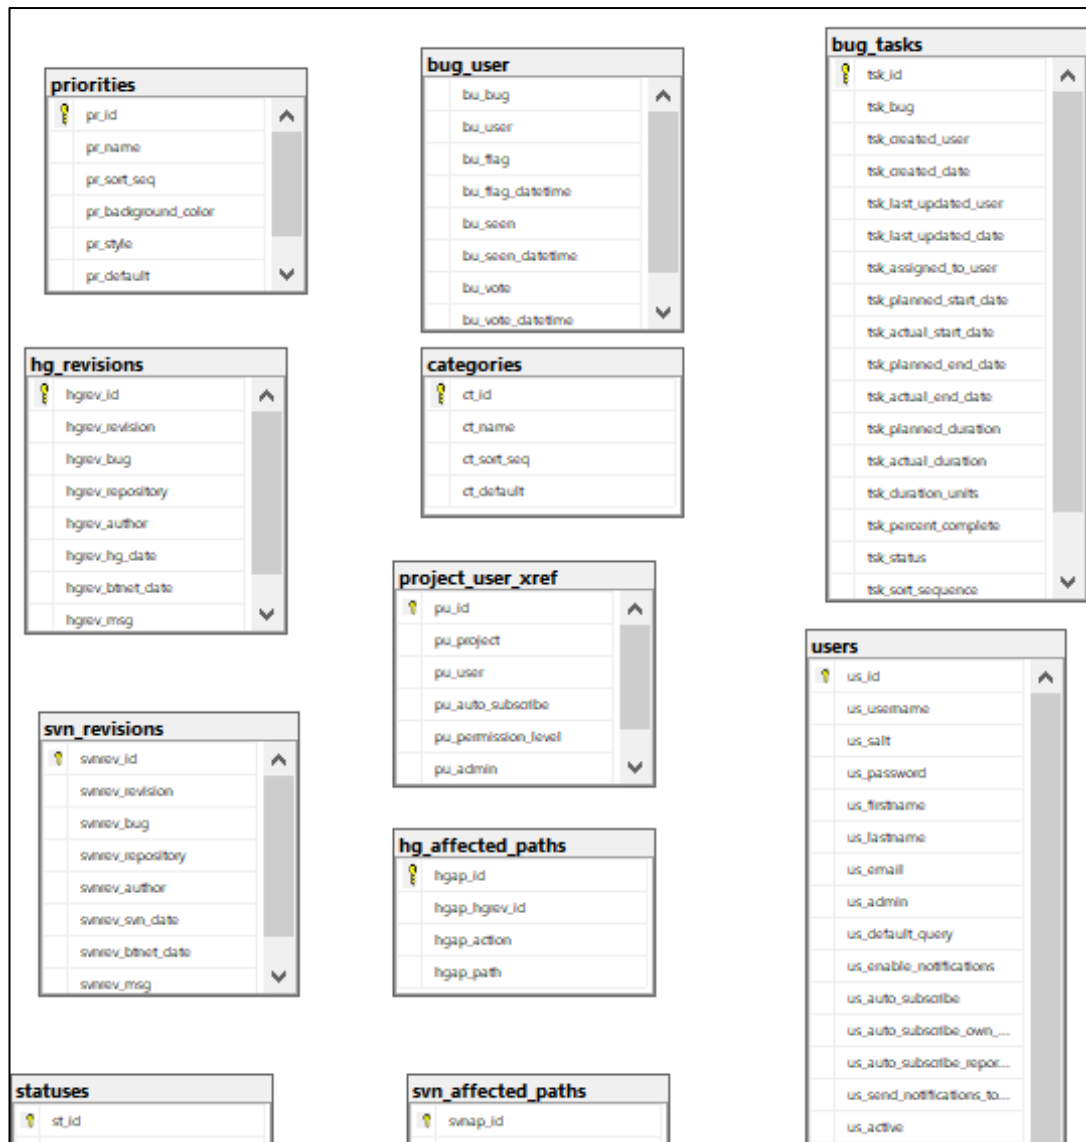 priorities
pr_id
pr_name
pr_sort_seq
pr_background_color
pr_style
pr_default
hg_revisions
hgrev_id
hgrev_revision
hgrev_bug
hgrev_repository
hgrev_author
hgrev_hg_date
hgrev_btnet_date
hgrev_msg
svn_revisions
svnrev_id
svnrev_revision
svnrev_bug
svnrev_repository
svnrev_author
svnrev_svn_date
svnrev_btnet_date
svnrev_msg
statuses
st_id
bug_user
bu_bug
bu_user
bu_flag
bu_flag_datetime
bu_seen
bu_seen_datetime
bu_vote
bu_vote_datetime
categories
ct_id
ct_name
ct_sort_seq
ct_default
project_user_xref
pu_id
pu_project
pu_user
pu_auto_subscribe
pu_permission_level
pu_admin
hg_affected_paths
hgap_id
hgap_hgrev_id
hgap_action
hgap_path
svn_affected_paths
svnap_id
bug_tasks
tsk_id
tsk_bug
tsk_created_user
tsk_created_date
tsk_last_updated_user
tsk_last_updated_date
tsk_assigned_to_user
tsk_planned_start_date
tsk_actual_start_date
tsk_planned_end_date
tsk_actual_end_date
tsk_planned_duration
tsk_actual_duration
tsk_duration_units
tsk_percent_complete
tsk_status
tsk_sort_sequence
users
us_id
us_username
us_salt
us_password
us_firstname
us_lastname
us_email
us_admin
us_default_query
us_enable_notifications
us_auto_subscribe
us_auto_subscribe_own_...
us_auto_subscribe_repor...
us_send_notifications_to...
us_active